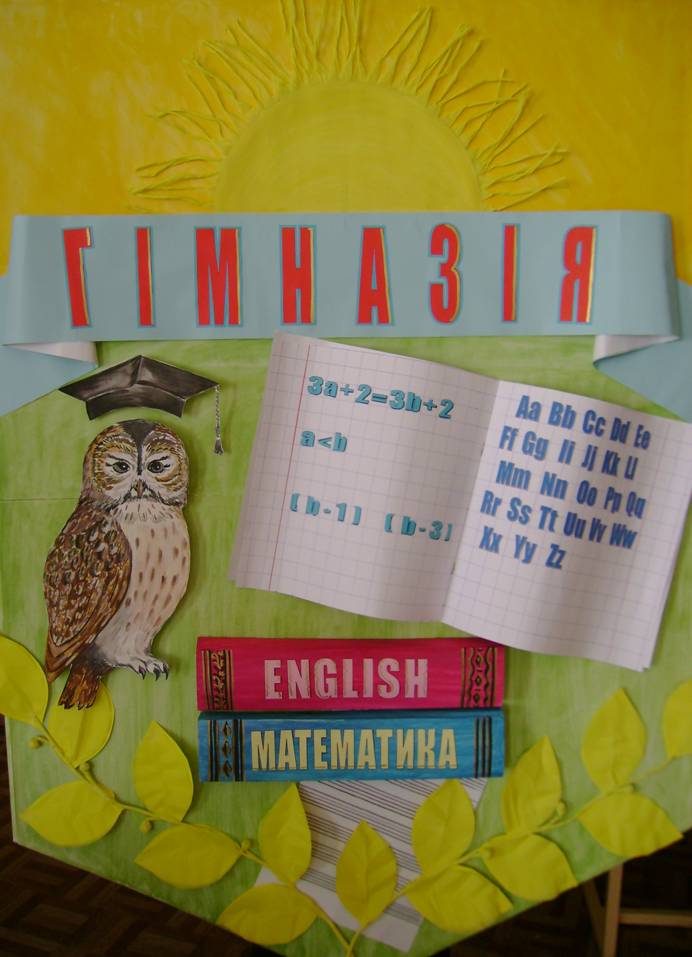 ГІМНАЗІЯ
3a+2=3b+2
a<b
(b-1) (b-3)
Aa Bb Cc Dd Ee
Ff Gg Ii Jj Kk Ll
Mm Nn Oo Pp Qq
Rr Ss Tt Uu Vv Ww
Xx Yy Zz
ENGLISH
МАТЕМАТИКА